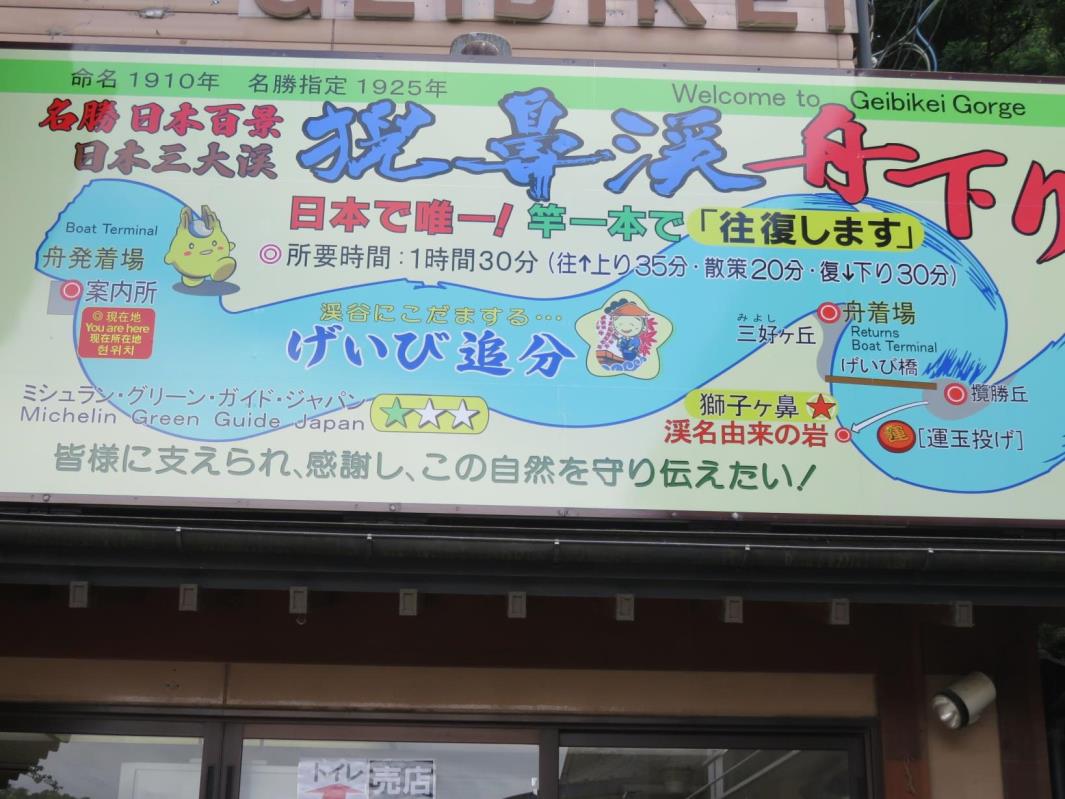 GEIBIKEI
命名 1910年 名勝指定 1925年
Welcome to Geibikei Gorge
名勝 日本百景
日本三大渓
猊鼻渓 舟下り
日本で唯一! 竿一本で「往復します」
◎所要時間:1時間30分(往↑上り35分・散策20分・復↓下り30分)
Boat Terminal
舟発着場
案内所
◎現在地
You are here
现在所在地
현위치
渓谷にこだまする…
げいび追分
みよし
三好ヶ丘
舟着場
Returns
Boat Terminal
げいび橋
攬勝丘
獅子ヶ鼻
渓名由来の岩
運
[運玉投げ]
ミシュラン・グリーン・ガイド・ジャパン
Michelin Green Guide Japan
皆様に支えられ、感謝し、この自然を守り伝えたい!
トイレ
売店